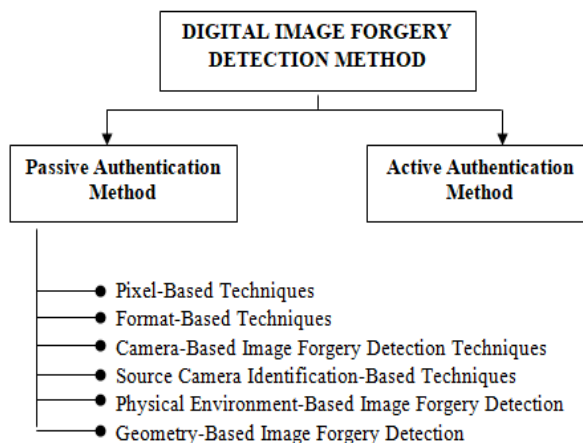 DIGITAL IMAGE FORGERY
DETECTION METHOD
Passive Authentication
Method
Active Authentication
Method
Pixel-Based Techniques
Format-Based Techniques
Camera-Based Image Forgery Detection Techniques
Source Camera Identification-Based Techniques
Physical Environment-Based Image Forgery Detection
Geometry-Based Image Forgery Detection